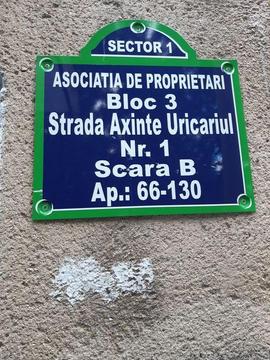 SECTOR 1
ASOCIATIA DE PROPRIETARI
Bloc 3
Strada Axinte Uricariul
Nr. 1
Scara B
Ap.: 66-130